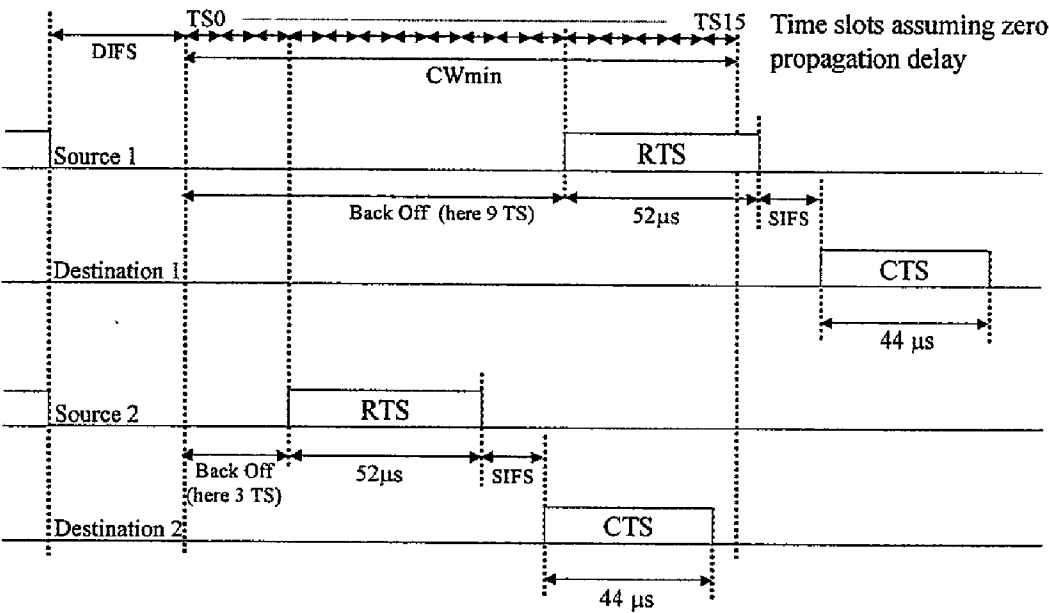 TS0
TS15
Time slots assuming zero
propagation delay
DIFS
CWmin
Source 1
RTS
Back Off (here 9 TS)
52μs
SIFS
Destination 1
CTS
44 μs
Source 2
RTS
Back Off
(here 3 TS)
52μs
SIFS
Destination 2
CTS
44 μs